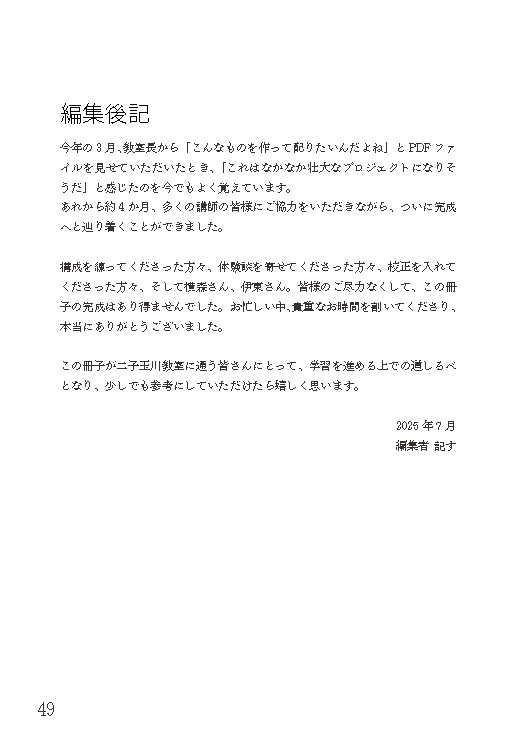 編集後記
今年の3月、教室長から「こんなものを作って配りたいんだよね」とPDFファ
イルを見せていただいたとき、「これはなかなか壮大なプロジェクトになりそ
うだ」と感じたのを今でもよく覚えています。
あれから約4か月、多くの講師の皆様にご協力をいただきながら、ついに完成
へと辿り着くことができました。
構成を練ってくださった方々、体験談を寄せてくださった方々、校正を入れて
くださった方々、そして横森さん、伊東さん。皆様のご尽力なくして、この冊
子の完成はあり得ませんでした。お忙しい中、貴重なお時間を割いてくださり、
本当にありがとうございました。
この冊子が二子玉川教室に通う皆さんにとって、学習を進める上での道しるべ
となり、少しでも参考にしていただけたら嬉しく思います。
2025年7月
編集者 記す
49